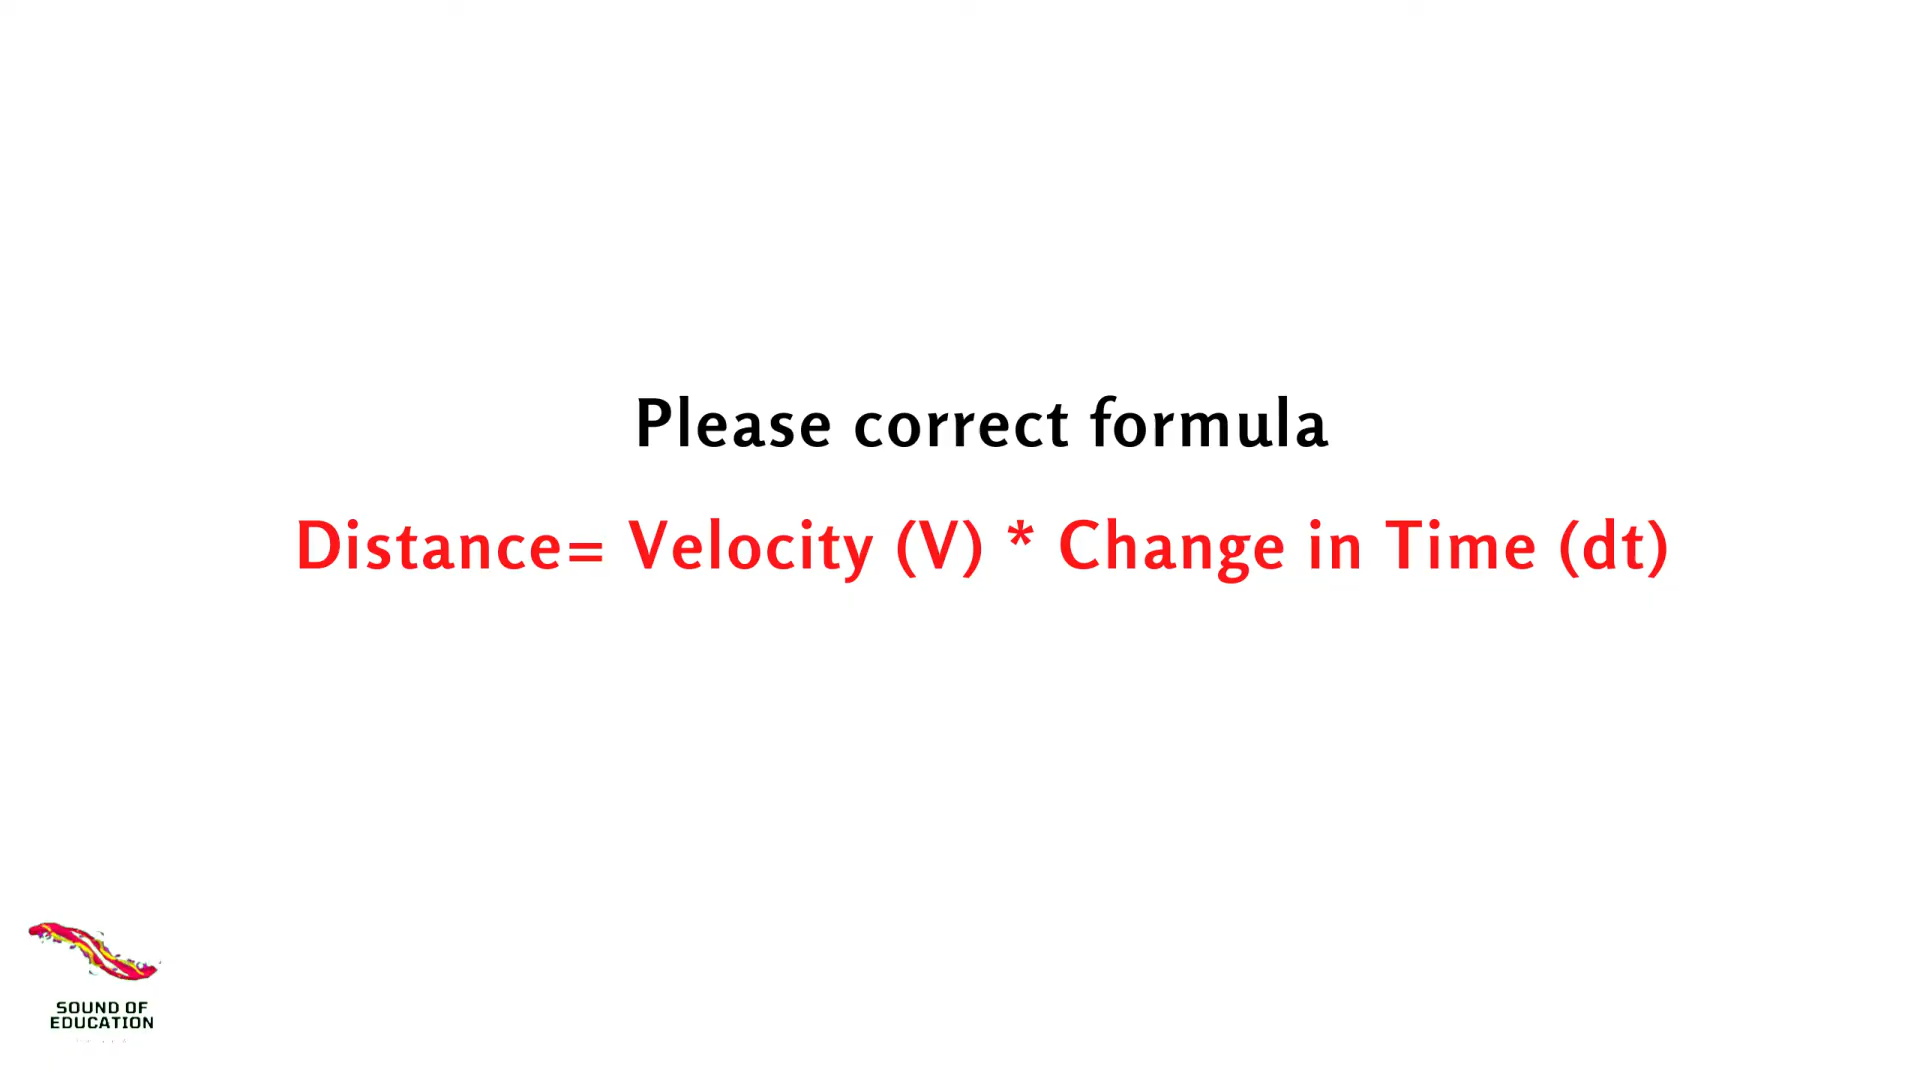 Please correct formula
Distance= Velocity (V) * Change in Time (dt)
SOUND OF
EDUCATION